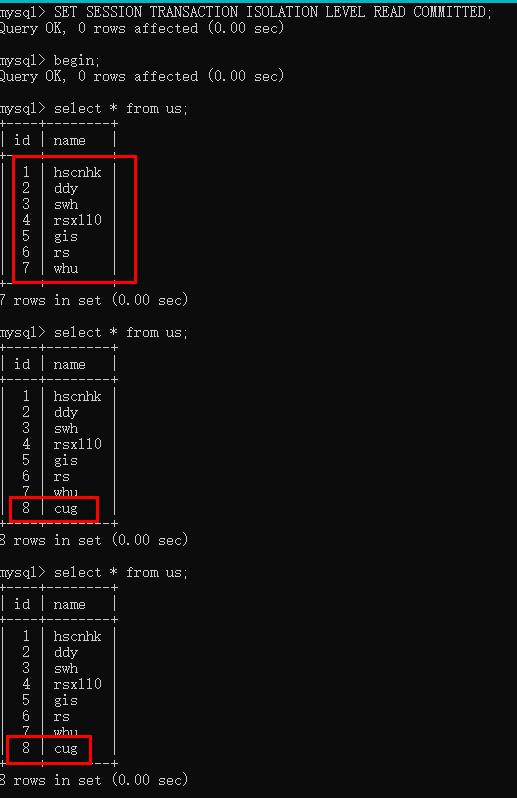 mysql> SET SESSION TRANSACTION ISOLATION LEVEL READ COMMITTED;
Query OK, 0 rows affected (0.00 sec)
mysql> begin;
Query OK, 0 rows affected (0.00 sec)
mysql> select * from us;
+----+--------+
| id | name   |
+----+--------+
|  1 | hscnhk |
|  2 | ddy    |
|  3 | swh    |
|  4 | rsx110 |
|  5 | gis    |
|  6 | rs     |
|  7 | whu    |
+----+--------+
7 rows in set (0.00 sec)
mysql> select * from us;
+----+--------+
| id | name   |
+----+--------+
|  1 | hscnhk |
|  2 | ddy    |
|  3 | swh    |
|  4 | rsx110 |
|  5 | gis    |
|  6 | rs     |
|  7 | whu    |
|  8 | cug    |
+----+--------+
8 rows in set (0.00 sec)
mysql> select * from us;
+----+--------+
| id | name   |
+----+--------+
|  1 | hscnhk |
|  2 | ddy    |
|  3 | swh    |
|  4 | rsx110 |
|  5 | gis    |
|  6 | rs     |
|  7 | whu    |
|  8 | cug    |
+----+--------+
8 rows in set (0.00 sec)